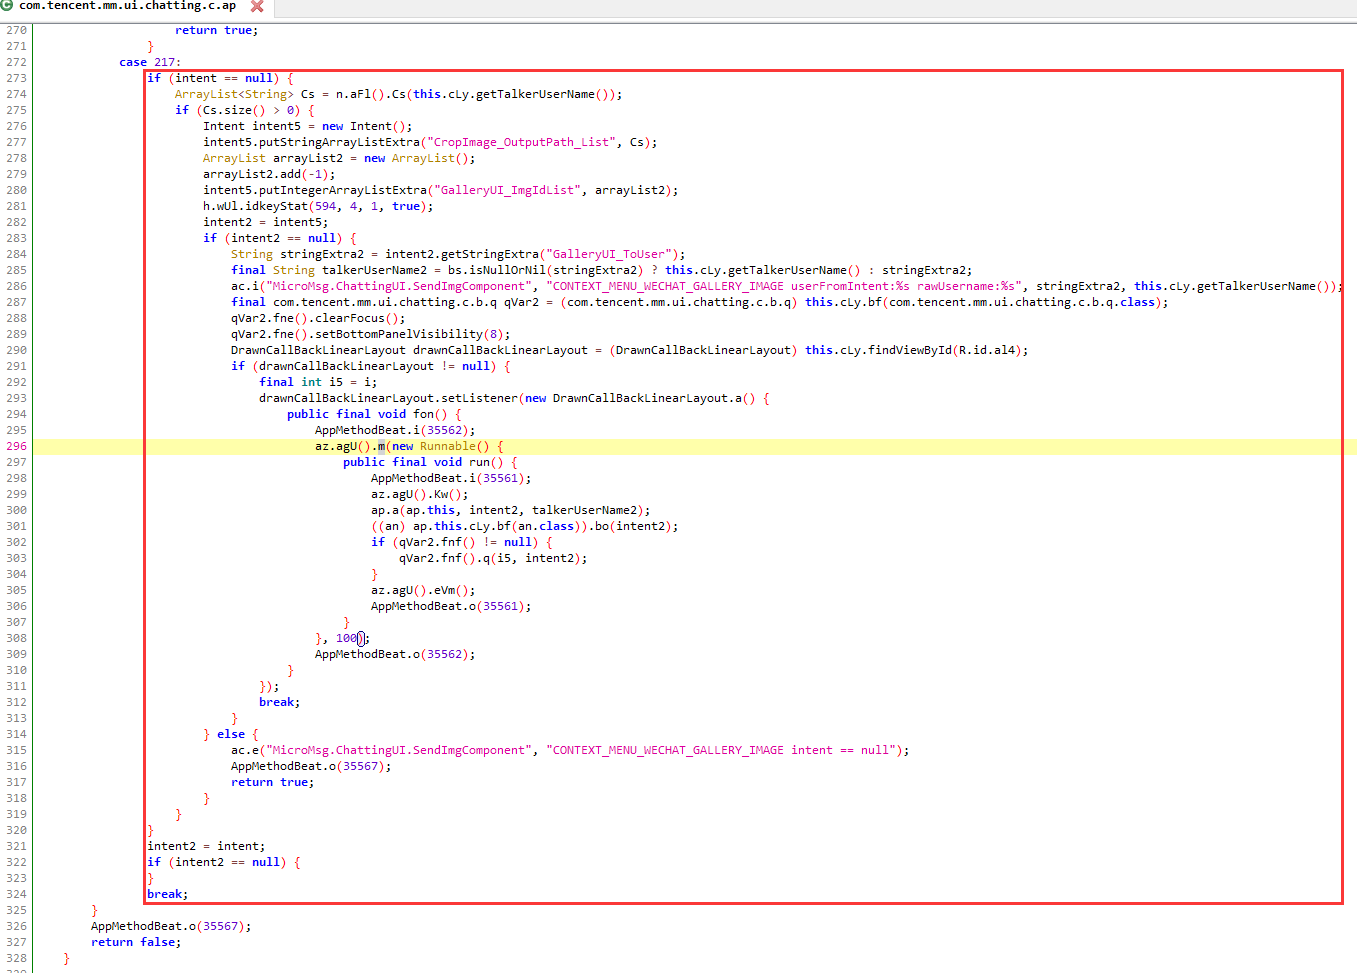 com.tencent.mm.ui.chatting.c.ap
270 return true;
271 }
272 case 217:
273 if (intent == null) {
274 ArrayList<String> Cs = n.aFl().Cs(this.cLy.getTalkerUserName());
275 if (Cs.size() > 0) {
276 Intent intent5 = new Intent();
277 intent5.putStringArrayListExtra("CropImage_OutputPath_List", Cs);
278 ArrayList arrayList2 = new ArrayList();
279 arrayList2.add(-1);
280 intent5.putIntegerArrayListExtra("GalleryUI_ImgIdList", arrayList2);
281 h.wUl.idkeyStat(594, 4, 1, true);
282 intent2 = intent5;
283 if (intent2 == null) {
284 String stringExtra2 = intent2.getStringExtra("GalleryUI_ToUser");
285 final String talkerUserName2 = bs.isNullOrNil(stringExtra2) ? this.cLy.getTalkerUserName() : stringExtra2;
286 ac.i("MicroMsg.ChattingUI.SendImgComponent", "CONTEXT_MENU_WECHAT_GALLERY_IMAGE userFromIntent:%s rawUsername:%s", stringExtra2, this.cLy.getTalkerUserName());
287 final com.tencent.mm.ui.chatting.c.b.q qVar2 = (com.tencent.mm.ui.chatting.c.b.q) this.cLy.bf(com.tencent.mm.ui.chatting.c.b.q.class);
288 qVar2.fne().clearFocus();
289 qVar2.fne().setBottomPanelVisibility(8);
290 DrawnCallBackLinearLayout drawnCallBackLinearLayout = (DrawnCallBackLinearLayout) this.cLy.findViewById(R.id.al4);
291 if (drawnCallBackLinearLayout != null) {
292 final int i5 = i;
293 drawnCallBackLinearLayout.setListener(new DrawnCallBackLinearLayout.a() {
294 public final void fon() {
295 AppMethodBeat.i(35562);
296 az.agU().m(new Runnable() {
297 public final void run() {
298 AppMethodBeat.i(35561);
299 az.agU().Kw();
300 ap.a(ap.this, intent2, talkerUserName2);
301 ((an) ap.this.cLy.bf(an.class)).bo(intent2);
302 if (qVar2.fnf() != null) {
303 qVar2.fnf().q(i5, intent2);
304 }
305 az.agU().eVm();
306 AppMethodBeat.o(35561);
307 }
308 }, 100);
309 AppMethodBeat.o(35562);
310 }
311 });
312 break;
313 }
314 } else {
315 ac.e("MicroMsg.ChattingUI.SendImgComponent", "CONTEXT_MENU_WECHAT_GALLERY_IMAGE intent == null");
316 AppMethodBeat.o(35567);
317 return true;
318 }
319 }
320 }
321 intent2 = intent;
322 if (intent2 == null) {
323 }
324 break;
325 }
326 AppMethodBeat.o(35567);
327 return false;
328 }